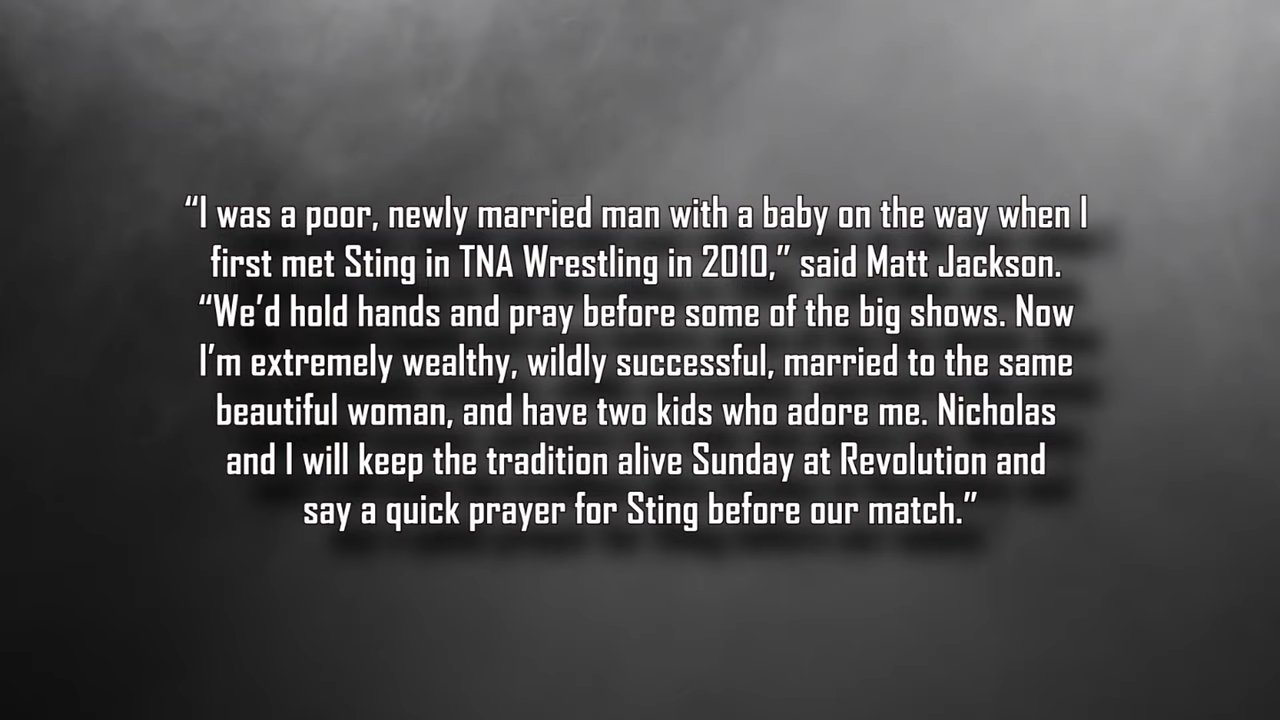 “I was a poor, newly married man with a baby on the way when I
first met Sting in TNA Wrestling in 2010,” said Matt Jackson.
“We’d hold hands and pray before some of the big shows. Now
I’m extremely wealthy, wildly successful, married to the same
beautiful woman, and have two kids who adore me. Nicholas
and I will keep the tradition alive Sunday at Revolution and
say a quick prayer for Sting before our match.”